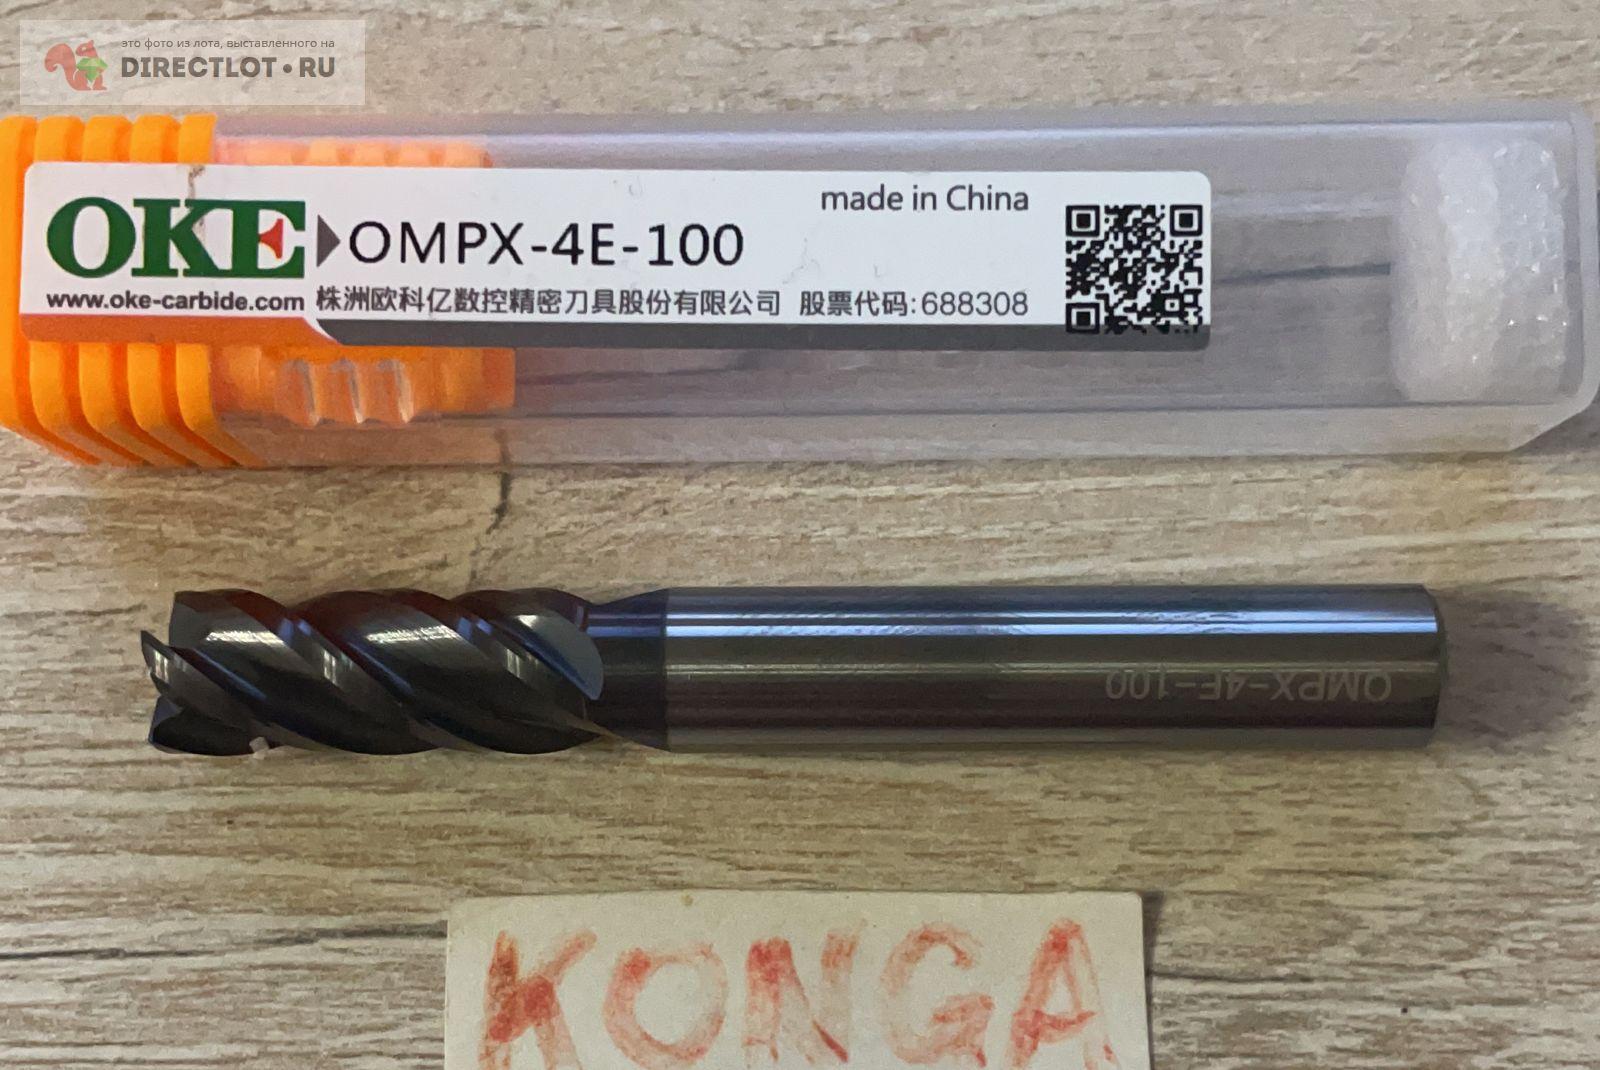 это фото из лота, выставленного на
DIRECTLOT•RU
made in China
OKE OMPX-4E-100
www.oke-carbide.com 株洲欧科亿数控精密刀具股份有限公司 股票代码:688308
OMPX-4E-100
KONGA